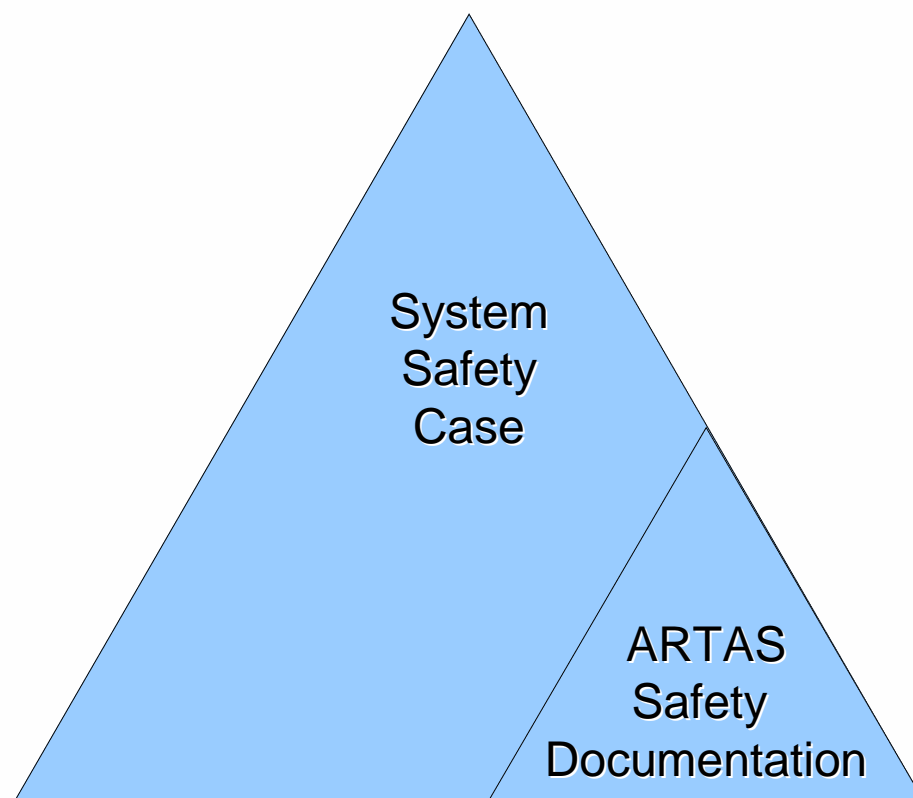 System
Safety
Case
ARTAS
Safety
Documentation